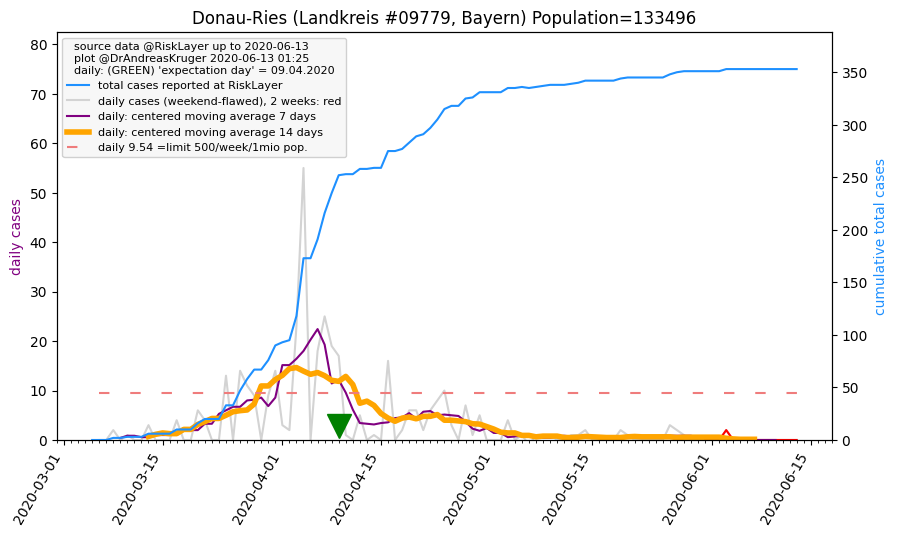 Donau-Ries (Landkreis #09779, Bayern) Population=133496
source data @RiskLayer up to 2020-06-13
plot @DrAndreasKruger 2020-06-13 01:25
daily: (GREEN) 'expectation day' = 09.04.2020
total cases reported at RiskLayer
daily cases (weekend-flawed), 2 weeks: red
daily: centered moving average 7 days
daily: centered moving average 14 days
daily 9.54 =limit 500/week/1mio pop.
daily cases
80
70
60
50
40
30
20
10
0
cumulative total cases
350
300
250
200
150
100
50
0
2020-03-01
2020-03-15
2020-04-01
2020-04-15
2020-05-01
2020-05-15
2020-06-01
2020-06-15